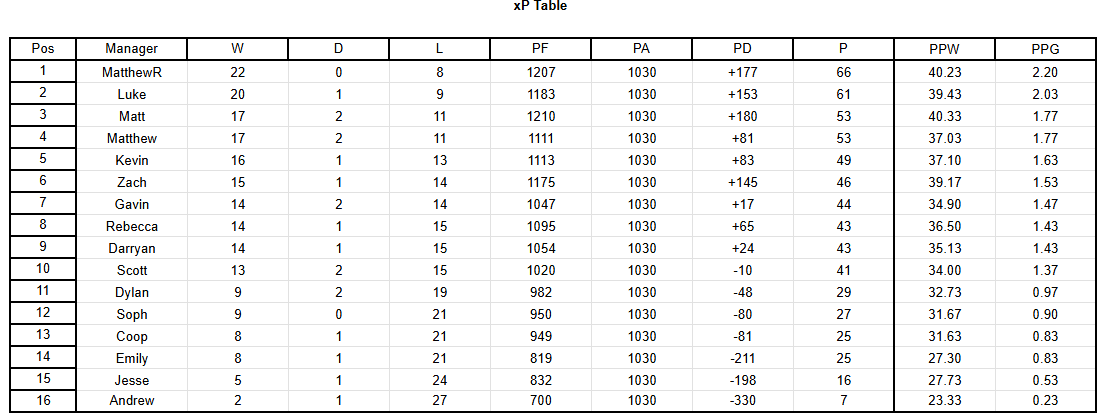 xP Table
Pos Manager W D L PF PA PD P PPW PPG
1 MatthewR 22 0 8 1207 1030 +177 66 40.23 2.20
2 Luke 20 1 9 1183 1030 +153 61 39.43 2.03
3 Matt 17 2 11 1210 1030 +180 53 40.33 1.77
4 Matthew 17 2 11 1111 1030 +81 53 37.03 1.77
5 Kevin 16 1 13 1113 1030 +83 49 37.10 1.63
6 Zach 15 1 14 1175 1030 +145 46 39.17 1.53
7 Gavin 14 2 14 1047 1030 +17 44 34.90 1.47
8 Rebecca 14 1 15 1095 1030 +65 43 36.50 1.43
9 Darryan 14 1 15 1054 1030 +24 43 35.13 1.43
10 Scott 13 2 15 1020 1030 -10 41 34.00 1.37
11 Dylan 9 2 19 982 1030 -48 29 32.73 0.97
12 Soph 9 0 21 950 1030 -80 27 31.67 0.90
13 Coop 8 1 21 949 1030 -81 25 31.63 0.83
14 Emily 8 1 21 819 1030 -211 25 27.30 0.83
15 Jesse 5 1 24 832 1030 -198 16 27.73 0.53
16 Andrew 2 1 27 700 1030 -330 7 23.33 0.23